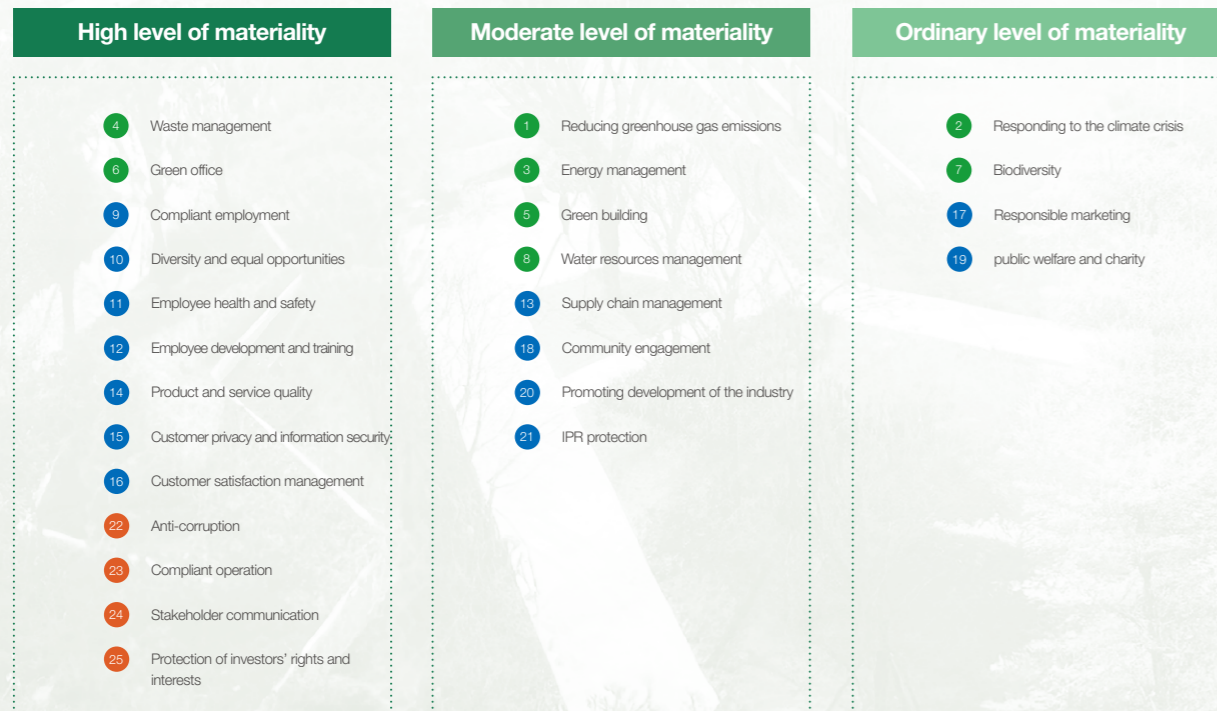 High level of materiality
4 Waste management
6 Green office
9 Compliant employment
10 Diversity and equal opportunities
11 Employee health and safety
12 Employee development and training
14 Product and service quality
15 Customer privacy and information security
16 Customer satisfaction management
22 Anti-corruption
23 Compliant operation
24 Stakeholder communication
25 Protection of investors’ rights and
interests
Moderate level of materiality
1 Reducing greenhouse gas emissions
3 Energy management
5 Green building
8 Water resources management
13 Supply chain management
18 Community engagement
20 Promoting development of the industry
21 IPR protection
Ordinary level of materiality
2 Responding to the climate crisis
7 Biodiversity
17 Responsible marketing
19 public welfare and charity